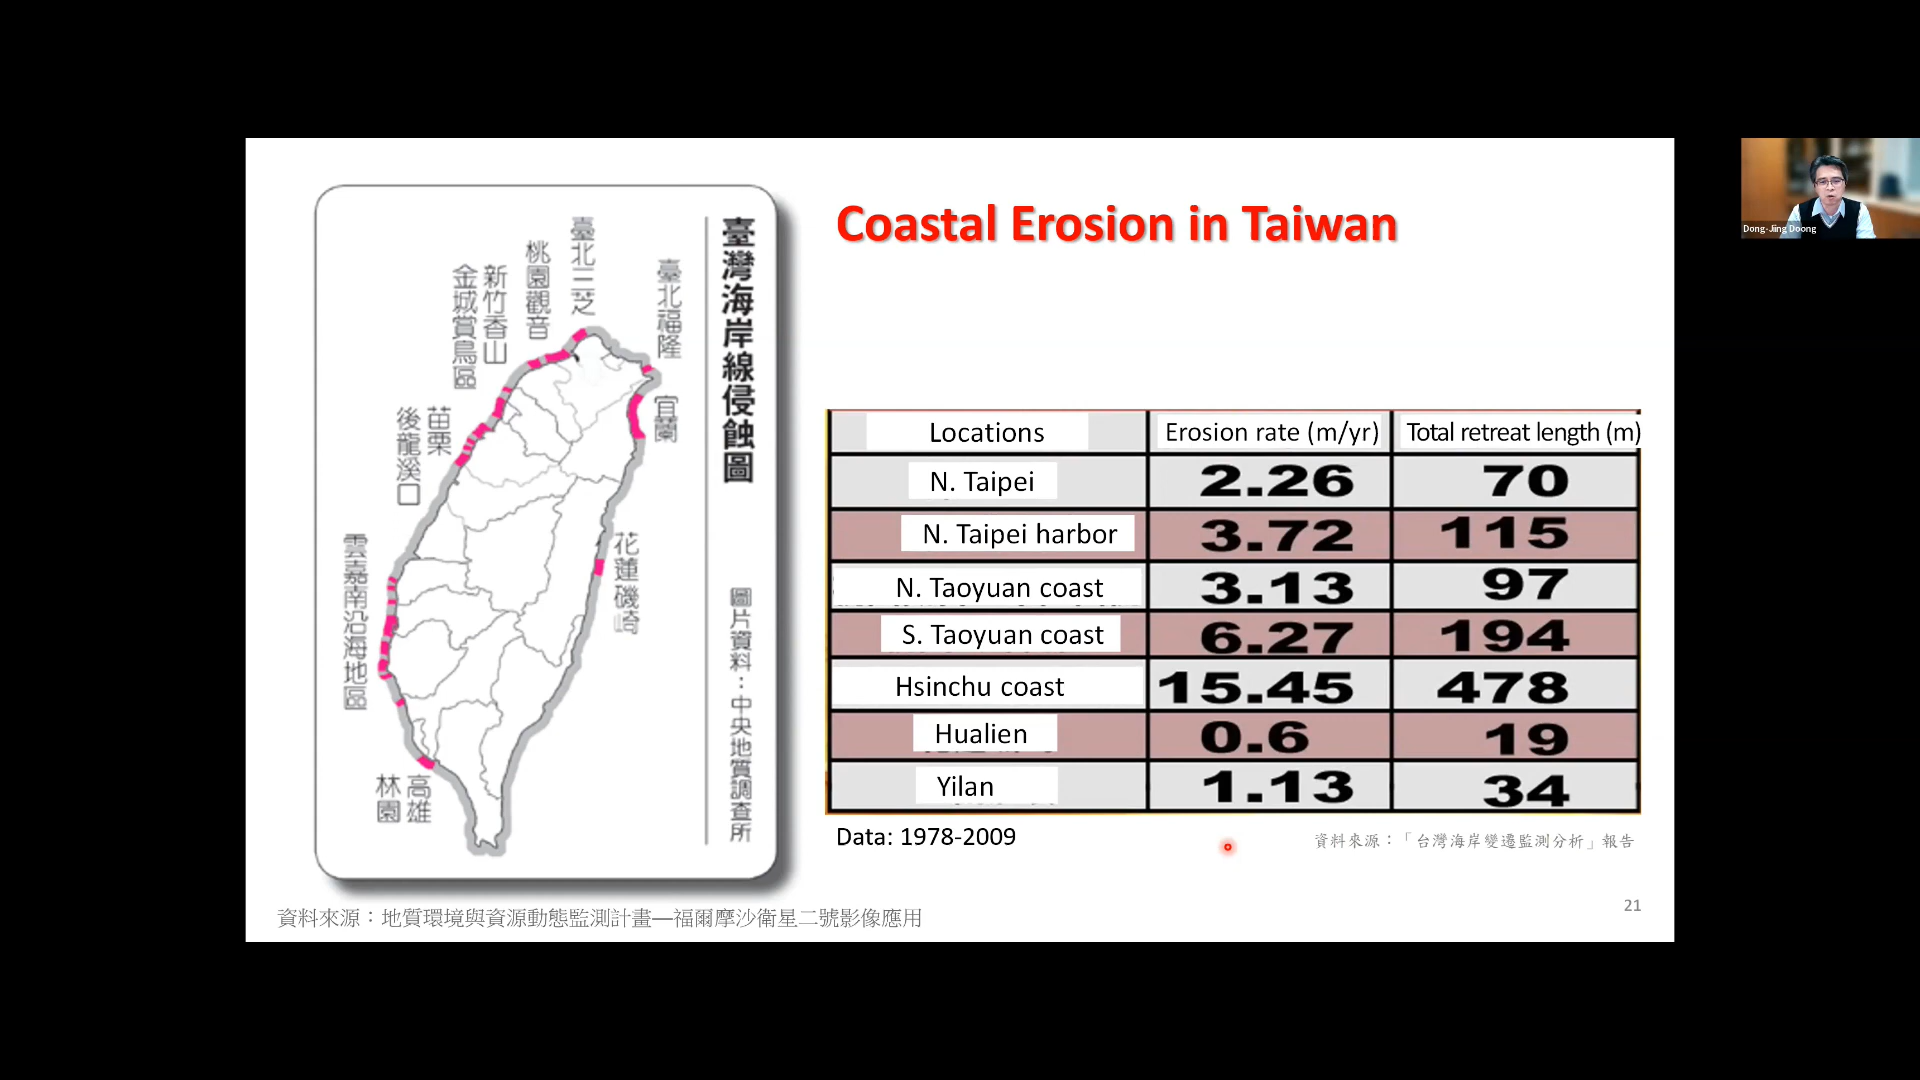 Coastal Erosion in Taiwan
臺灣海岸線侵蝕圖
圖片資料：中央地質調查所
臺北三芝
臺北福隆
桃園觀音
新竹香山
金城賞鳥區
宜蘭
苗栗
後龍溪口
花蓮磯崎
雲嘉南沿海地區
高雄
林園
Locations Erosion rate (m/yr) Total retreat length (m)
N. Taipei 2.26 70
N. Taipei harbor 3.72 115
N. Taoyuan coast 3.13 97
S. Taoyuan coast 6.27 194
Hsinchu coast 15.45 478
Hualien 0.6 19
Yilan 1.13 34
Data: 1978-2009
資料來源：「台灣海岸變遷監測分析」報告
資料來源：地質環境與資源動態監測計畫—福爾摩沙衛星二號影像應用
21
Dong-Jiing Doong